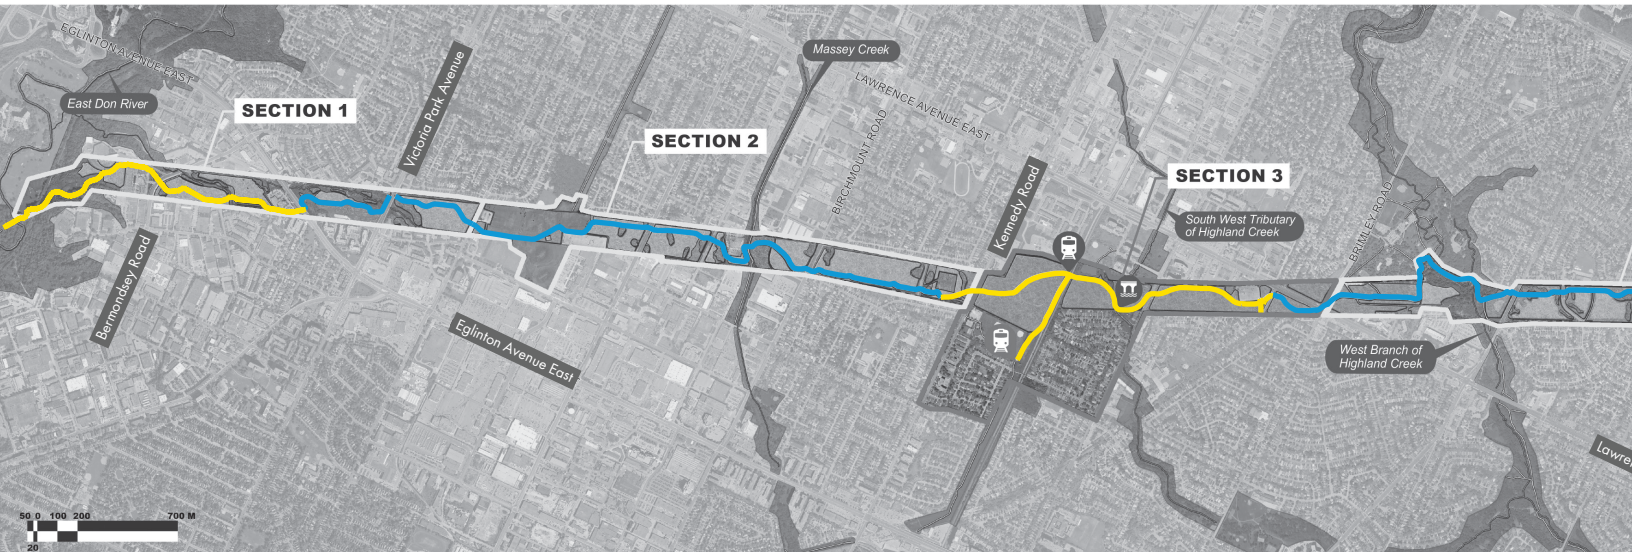 EGLINTON AVENUE EAST
East Don River
SECTION 1
Victoria Park Avenue
Massey Creek
SECTION 2
LAWRENCE AVENUE EAST
BIRCHMOUNT ROAD
Kennedy Road
SECTION 3
South West Tributary
of Highland Creek
BRIMLEY ROAD
Bermondsey Road
Eglinton Avenue East
West Branch of
Highland Creek
Lawre
50 0 100 200 700 M
20